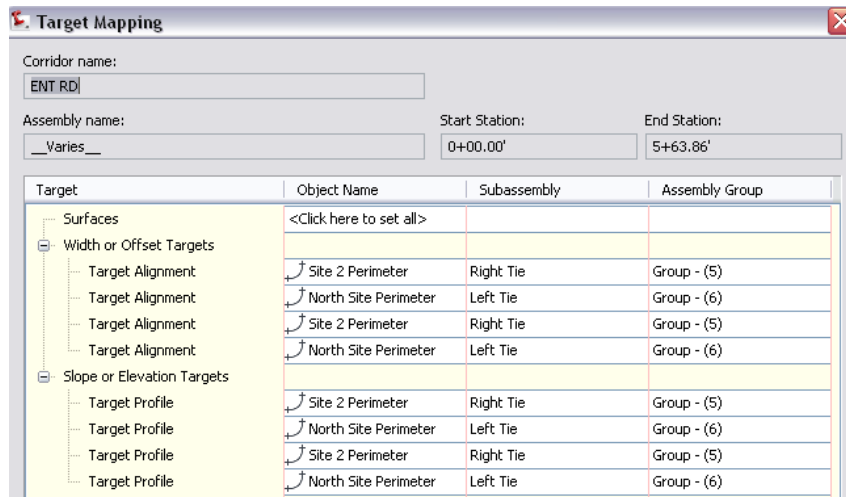 Target Mapping
Corridor name:
ENT RD
Assembly name: Start Station: End Station:
__Varies__ 0+00.00' 5+63.86'
Target Object Name Subassembly Assembly Group
Surfaces <Click here to set all>
Width or Offset Targets
Target Alignment Site 2 Perimeter Right Tie Group - (5)
Target Alignment North Site Perimeter Left Tie Group - (6)
Target Alignment Site 2 Perimeter Right Tie Group - (5)
Target Alignment North Site Perimeter Left Tie Group - (6)
Slope or Elevation Targets
Target Profile Site 2 Perimeter Right Tie Group - (5)
Target Profile North Site Perimeter Left Tie Group - (6)
Target Profile Site 2 Perimeter Right Tie Group - (5)
Target Profile North Site Perimeter Left Tie Group - (6)